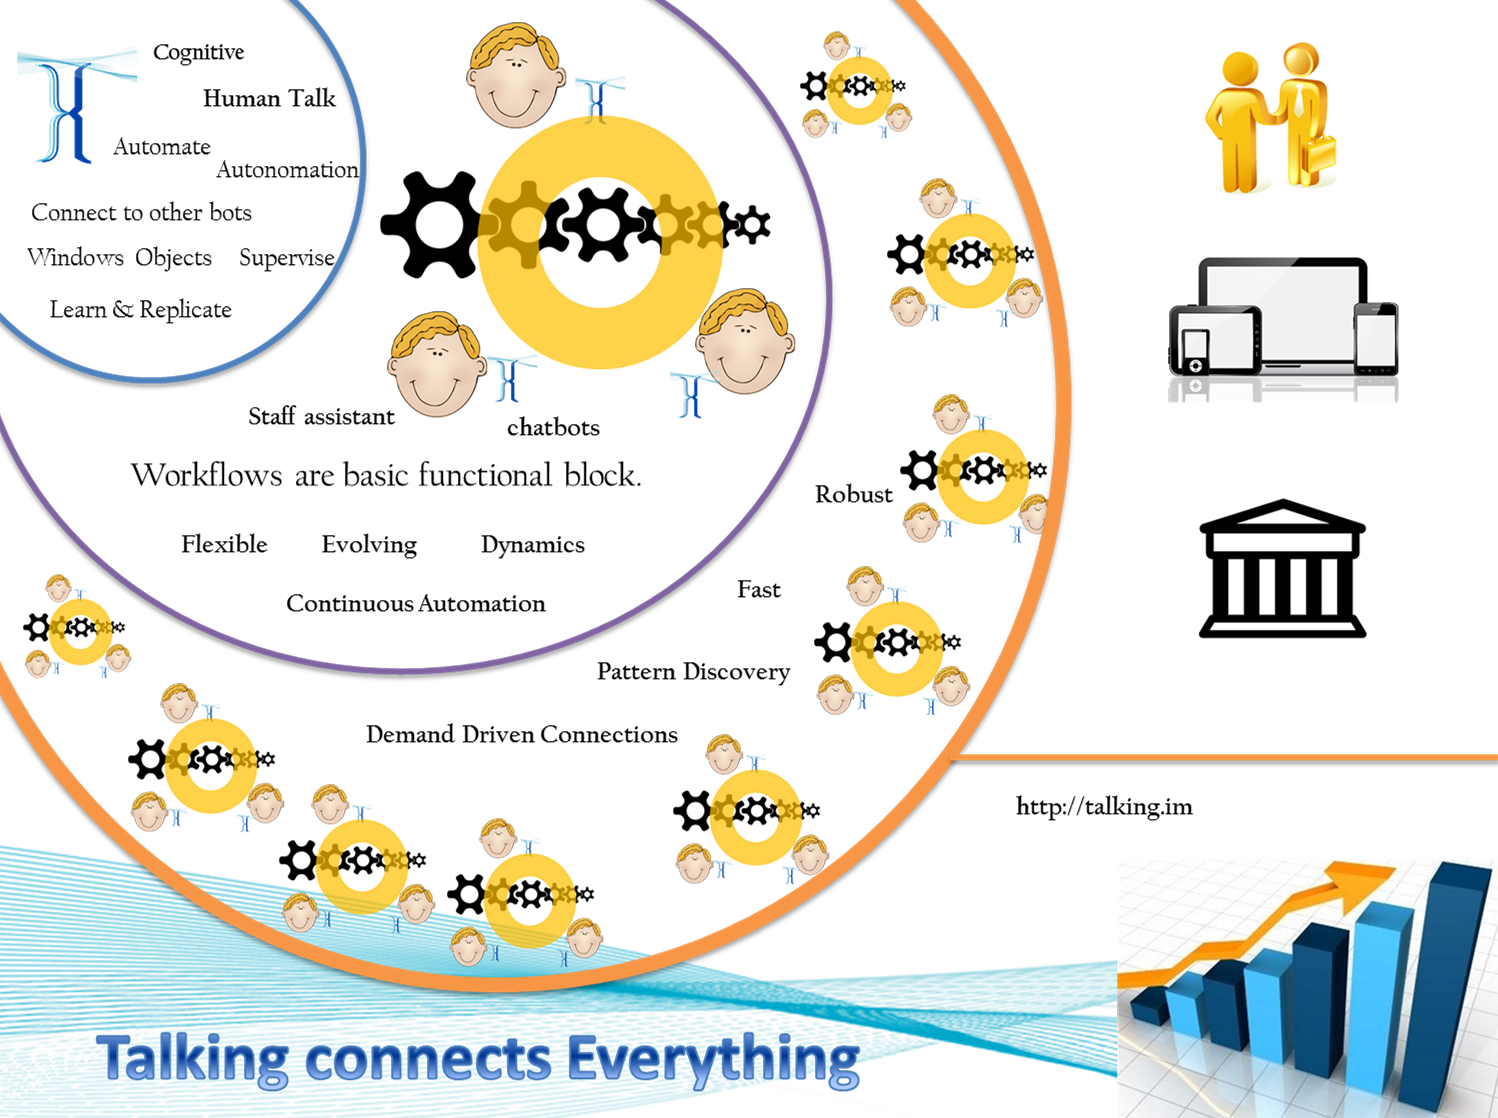 Cognitive
Human Talk
Automate
Autonomation
Connect to other bots
Windows Objects Supervise
Learn & Replicate
Staff assistant
chatbots
Workflows are basic functional block.
Flexible Evolving Dynamics
Continuous Automation
Robust
Fast
Pattern Discovery
Demand Driven Connections
http://talking.im
Talking connects Everything